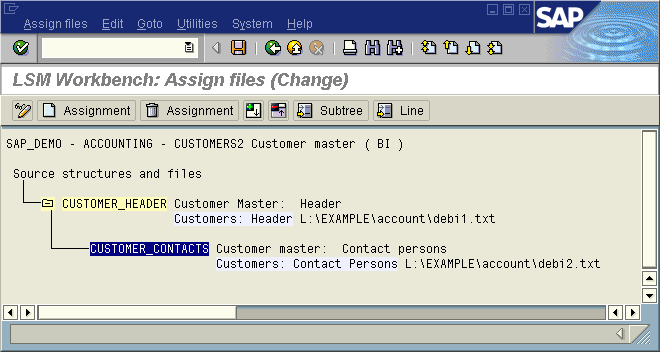 Assign files Edit Goto Utilities System Help
SAP
LSM Workbench: Assign files (Change)
Assignment Assignment Subtree Line
SAP_DEMO - ACCOUNTING - CUSTOMERS2 Customer master ( BI )
Source structures and files
CUSTOMER_HEADER Customer Master: Header
Customers: Header L:\EXAMPLE\account\debi1.txt
CUSTOMER_CONTACTS Customer master: Contact persons
Customers: Contact Persons L:\EXAMPLE\account\debi2.txt